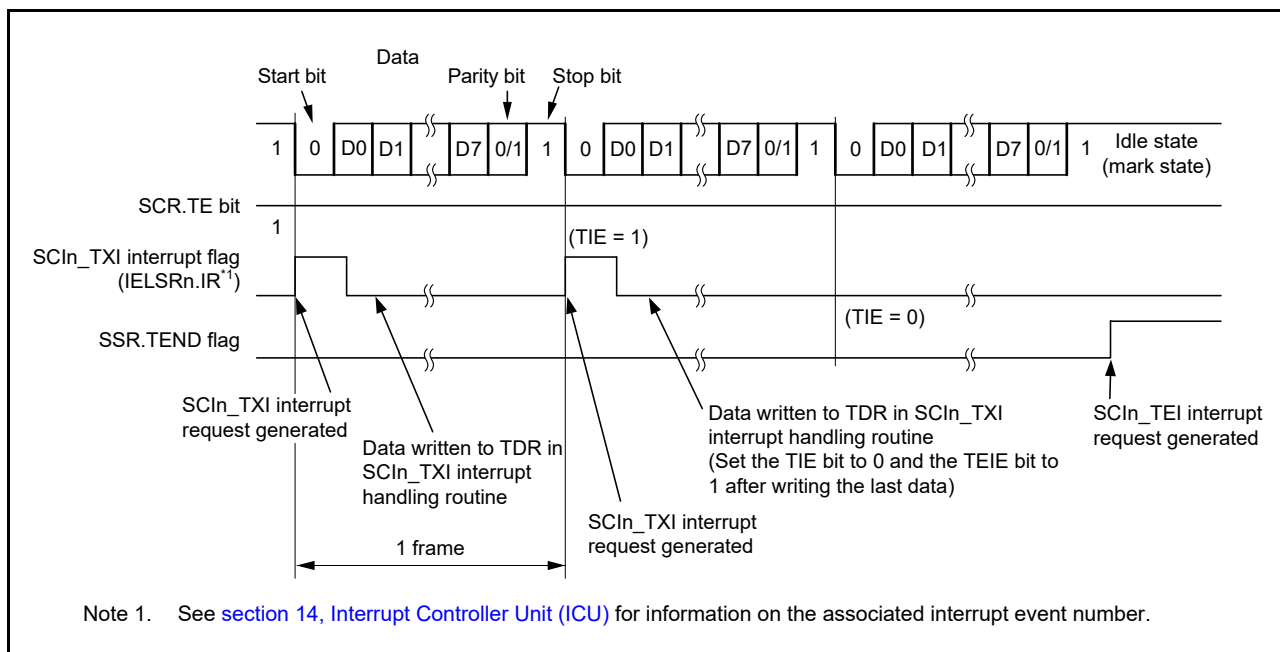 Data
Start bit
Parity bit
Stop bit
1 0 D0 D1 D7 0/1 1 0 D0 D1 D7 0/1 1 0 D0 D1 D7 0/1 1
Idle state
(mark state)
SCR.TE bit
1
(TIE = 1)
SCIn_TXI interrupt flag
(IELSRn.IR*1)
(TIE = 0)
SSR.TEND flag
SCIn_TXI interrupt
request generated
Data written to TDR in
SCIn_TXI interrupt
handling routine
SCIn_TXI interrupt
request generated
Data written to TDR in SCIn_TXI
interrupt handling routine
(Set the TIE bit to 0 and the TEIE bit to
1 after writing the last data)
SCIn_TEI interrupt
request generated
1 frame
Note 1. See section 14, Interrupt Controller Unit (ICU) for information on the associated interrupt event number.